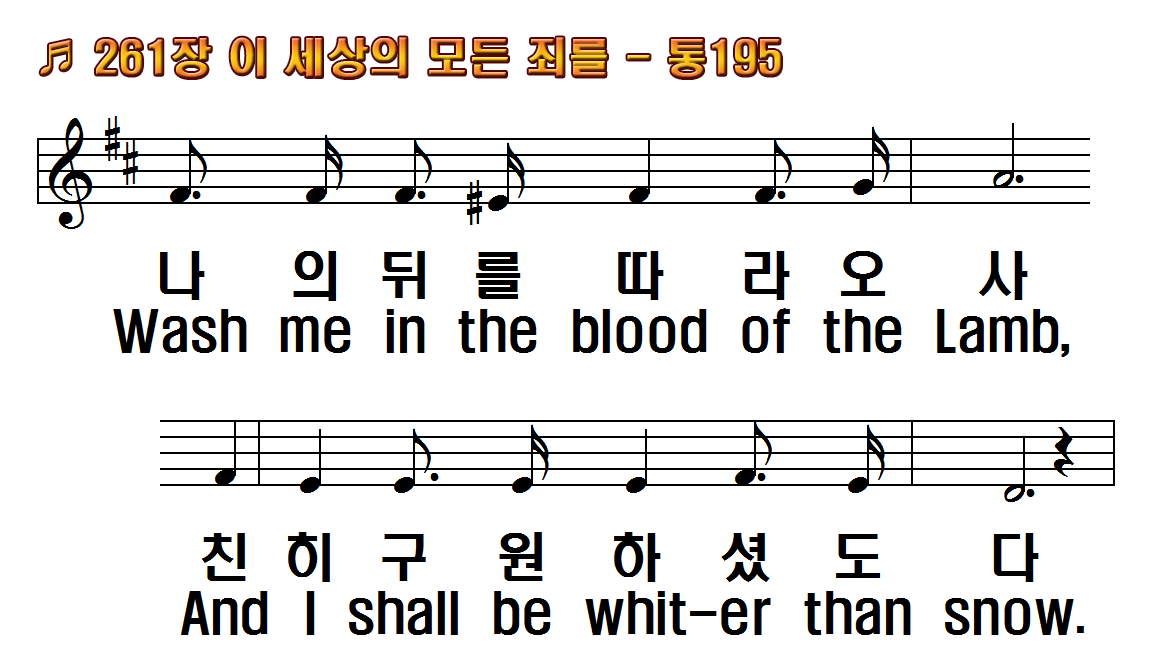 ♬ 261장 이 세상의 모든 죄를 - 통195
나 의 뒤 를 따 라 오 사
Wash me in the blood of the Lamb,
친 히 구 원 하 셨 도 다
And I shall be whit-er than snow.